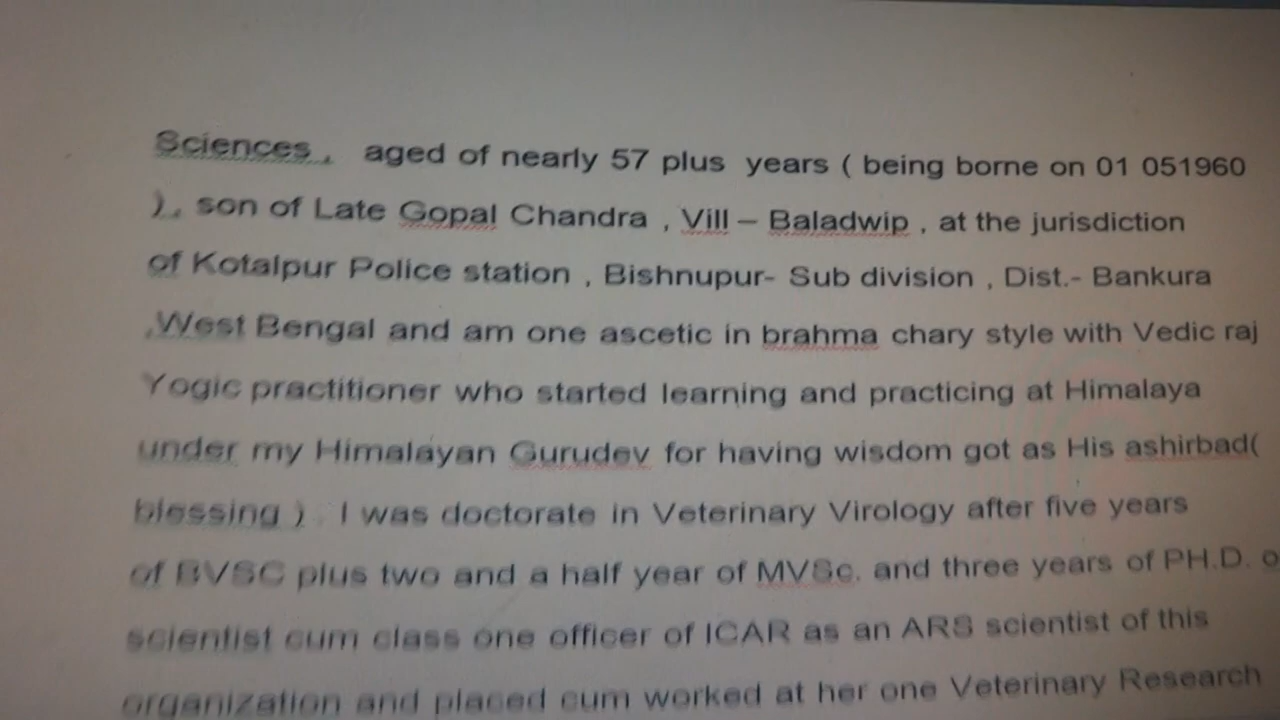 Sciences , aged of nearly 57 plus years ( being borne on 01 051960
) , son of Late Gopal Chandra , Vill – Baladwip , at the jurisdiction
of Kotalpur Police station , Bishnupur- Sub division , Dist.- Bankura
,West Bengal and am one ascetic in brahma chary style with Vedic raj
Yogic practitioner who started learning and practicing at Himalaya
under my Himalayan Gurudev for having wisdom got as His ashirbad(
blessing ) I was doctorate in Veterinary Virology after five years
of BVSC plus two and a half year of MVSc. and three years of PH.D.
scientist cum class one officer of ICAR as an ARS scientist of this
organization and placed cum worked at her one Veterinary Research